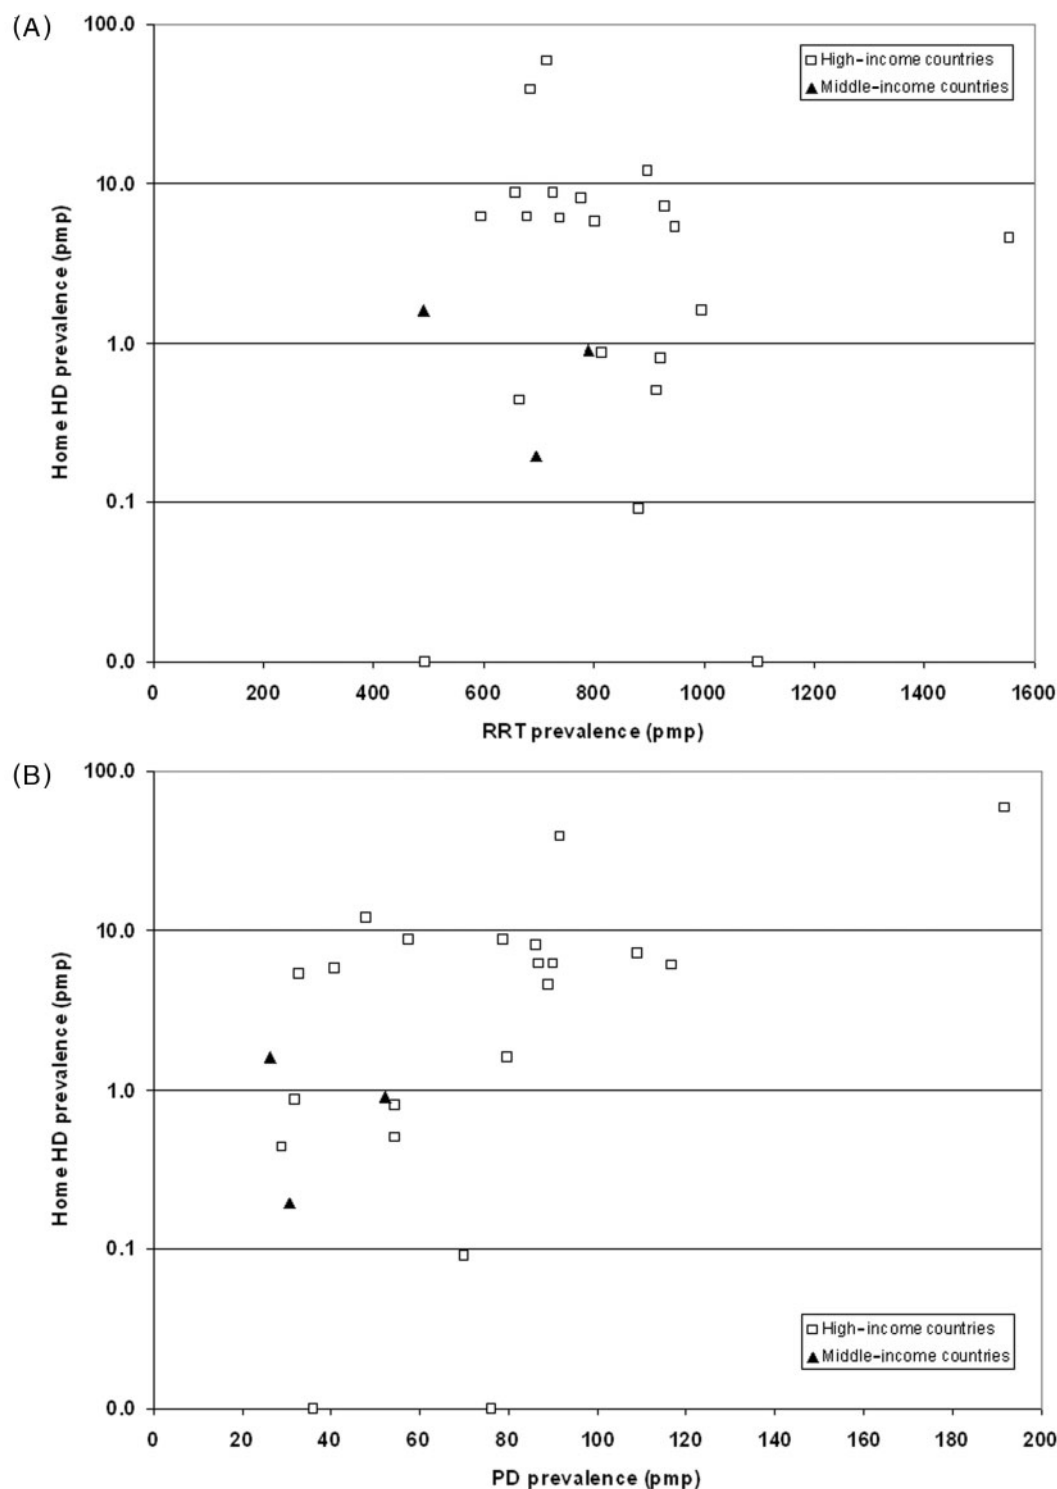 (A)
100.0
10.0
1.0
0.1
0.0
Home HD prevalence (pmp)
High-income countries
Middle-income countries
0 200 400 600 800 1000 1200 1400 1600
RRT prevalence (pmp)
(B)
100.0
10.0
1.0
0.1
0.0
Home HD prevalence (pmp)
High-income countries
Middle-income countries
0 20 40 60 80 100 120 140 160 180 200
PD prevalence (pmp)